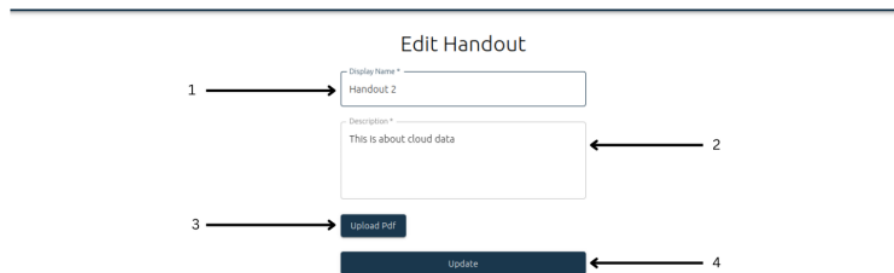 Edit Handout
Display Name *
1
Handout 2
Description *
This is about cloud data
2
3
Upload Pdf
Update
4